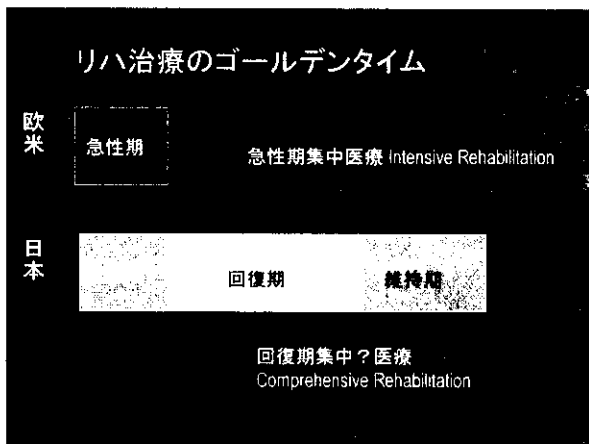 リハ治療のゴールデンタイム
欧米
急性期
急性期集中医療 Intensive Rehabilitation
日本
回復期
維持期
回復期集中？医療
Comprehensive Rehabilitation